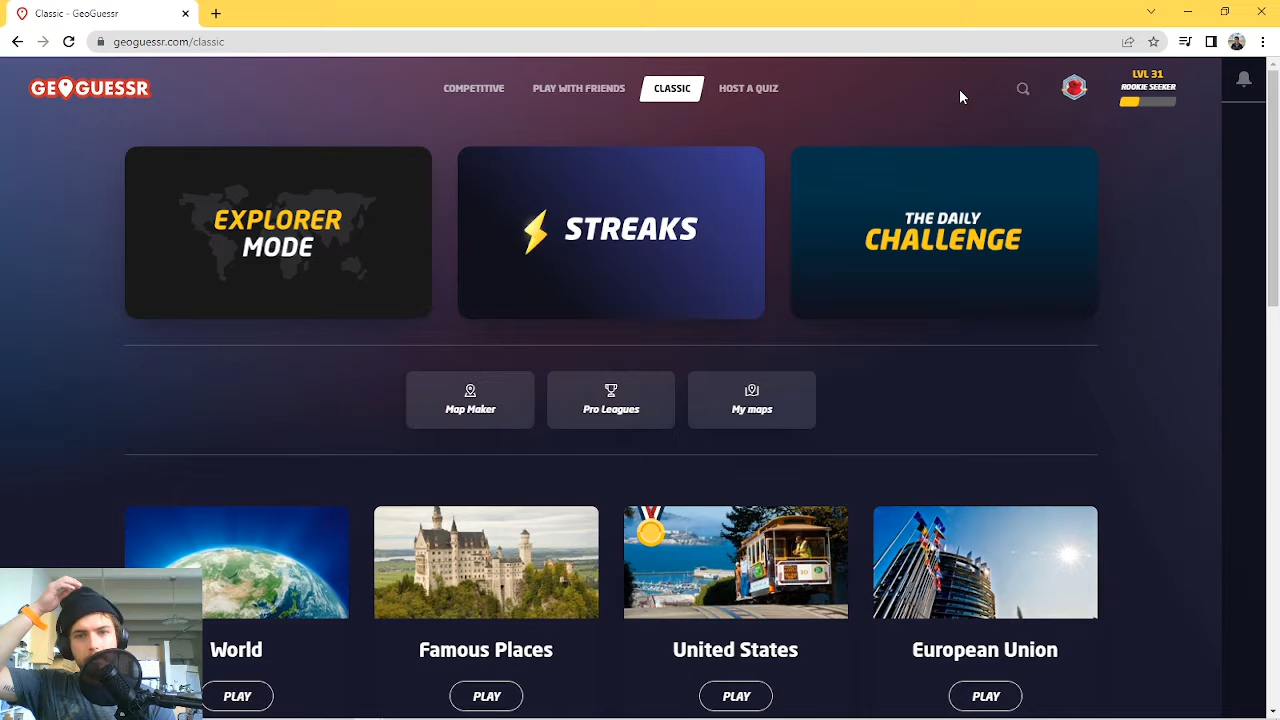 Classic - GeoGuessr
geoguessr.com/classic
GEOGUESSR
COMPETITIVE
PLAY WITH FRIENDS
CLASSIC
HOST A QUIZ
LVL 31
ROOKIE SEEKER
EXPLORER
MODE
STREAKS
THE DAILY
CHALLENGE
Map Maker
Pro Leagues
My maps
World
Famous Places
United States
European Union
PLAY
PLAY
PLAY
PLAY